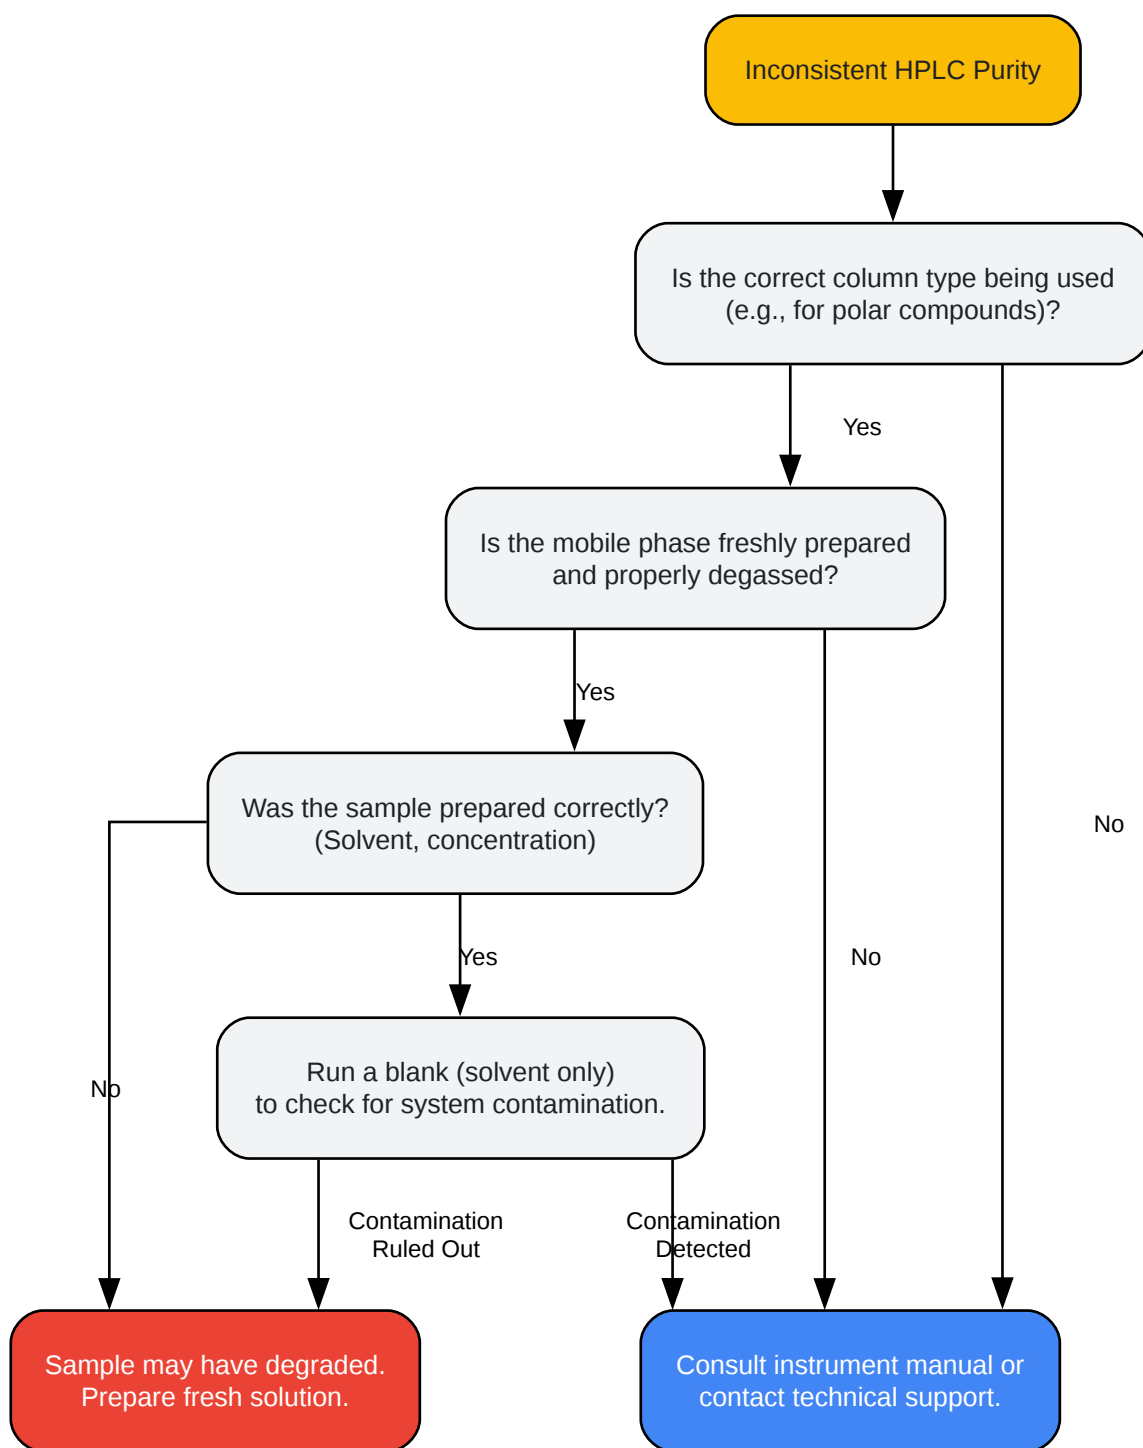 Inconsistent HPLC Purity
Is the correct column type being used
(e.g., for polar compounds)?
Yes
Is the mobile phase freshly prepared
and properly degassed?
Yes
Was the sample prepared correctly?
(Solvent, concentration)
No
Yes
No
Run a blank (solvent only)
to check for system contamination.
No
Contamination
Ruled Out
Contamination
Detected
Sample may have degraded.
Prepare fresh solution.
Consult instrument manual or
contact technical support.